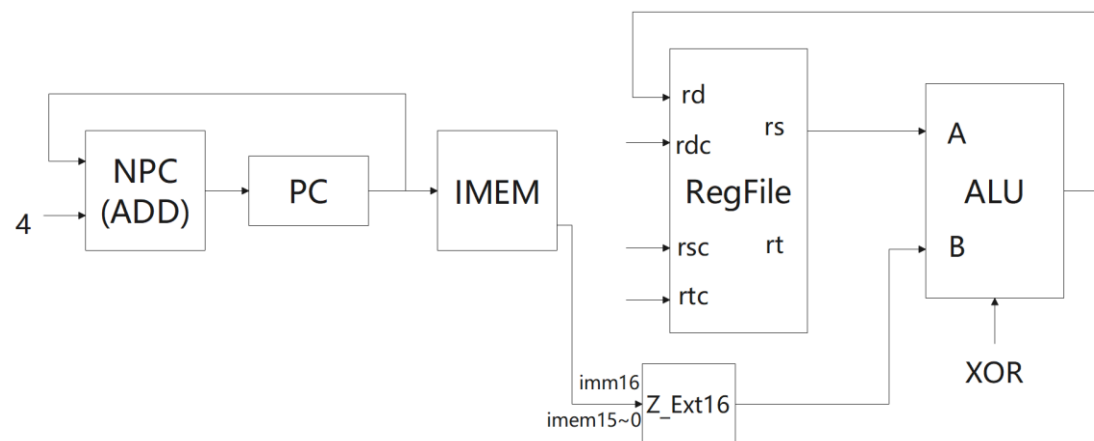 NPC
(ADD)
4
PC
IMEM
rd
rdc
rs
RegFile
rsc
rt
rtc
A
ALU
B
XOR
imm16
imem15~0
Z_Ext16